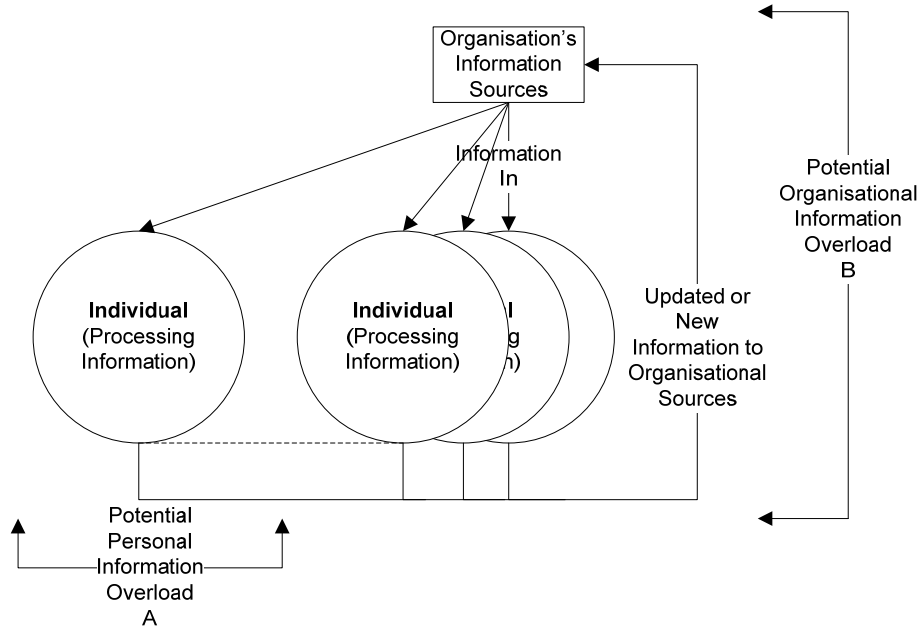 Organisation's
Information
Sources
Information
In
Potential
Organisational
Information
Overload
B
Individual
(Processing
Information)
Individual
(Processing
Information)
l
g
n)
Updated or
New
Information to
Organisational
Sources
Potential
Personal
Information
Overload
A